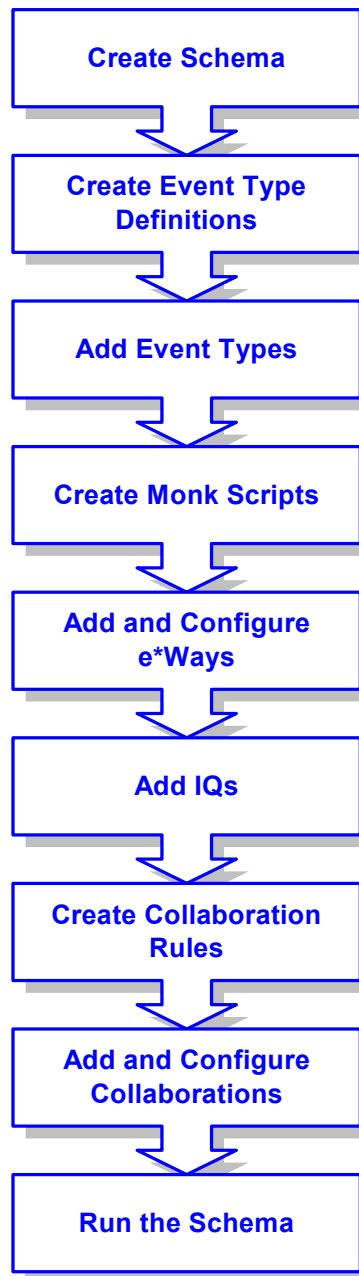 Create Schema
Create Event Type
Definitions
Add Event Types
Create Monk Scripts
Add and Configure
e*Ways
Add IQs
Create Collaboration
Rules
Add and Configure
Collaborations
Run the Schema